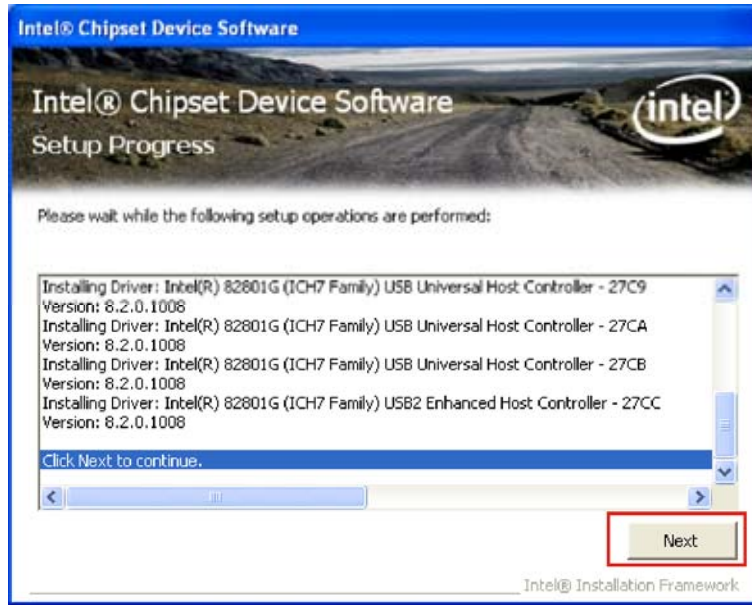 Intel® Chipset Device Software
Intel® Chipset Device Software
intel
Setup Progress
Please wait while the following setup operations are performed:
Installing Driver: Intel(R) 82801G (ICH7 Family) USB Universal Host Controller - 27C9
Version: 8.2.0.1008
Installing Driver: Intel(R) 82801G (ICH7 Family) USB Universal Host Controller - 27CA
Version: 8.2.0.1008
Installing Driver: Intel(R) 82801G (ICH7 Family) USB Universal Host Controller - 27CB
Version: 8.2.0.1008
Installing Driver: Intel(R) 82801G (ICH7 Family) USB2 Enhanced Host Controller - 27CC
Version: 8.2.0.1008
Click Next to continue.
Next
Intel® Installation Framework